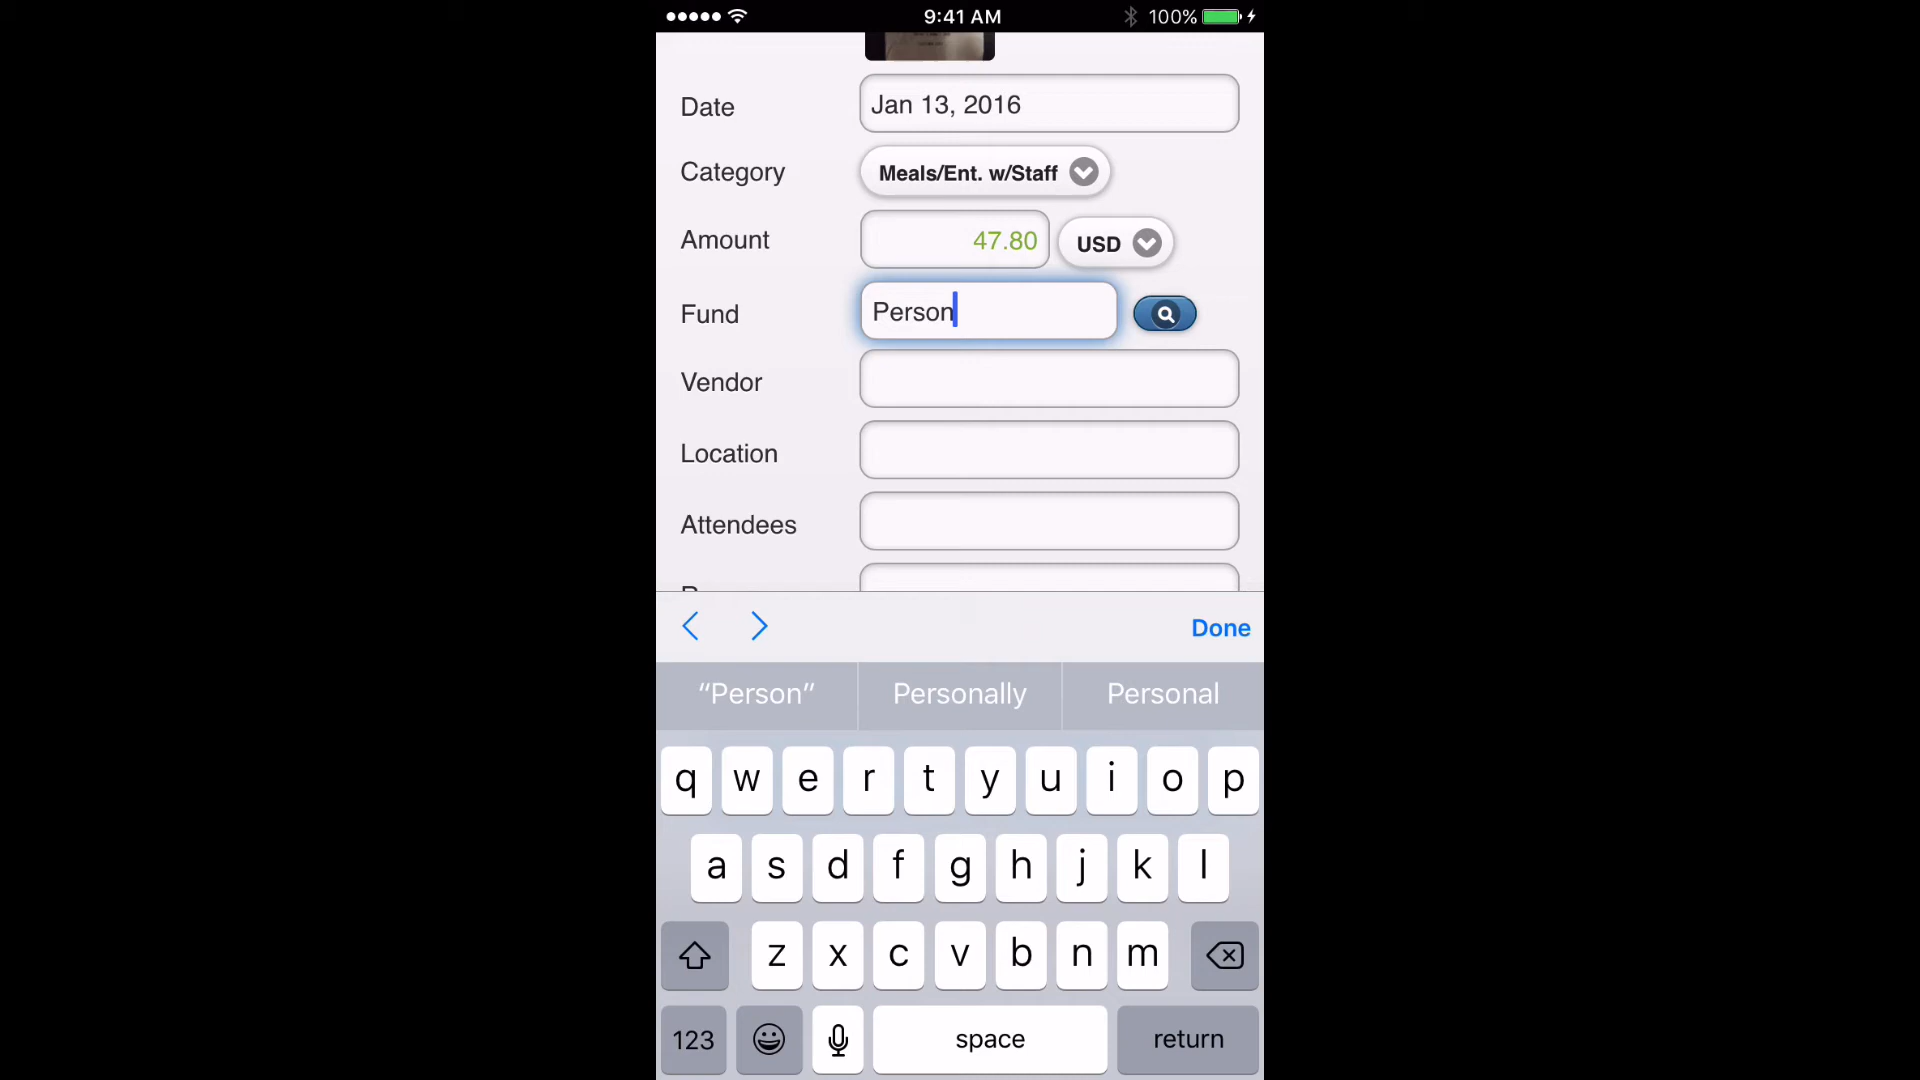 9:41 AM
100%
Date
Jan 13, 2016
Category
Meals/Ent. w/Staff
Amount
47.80
USD
Fund
Person
Vendor
Location
Attendees
Done
“Person”
Personally
Personal
q w e r t y u i o p
a s d f g h j k l
z x c v b n m
123
space
return